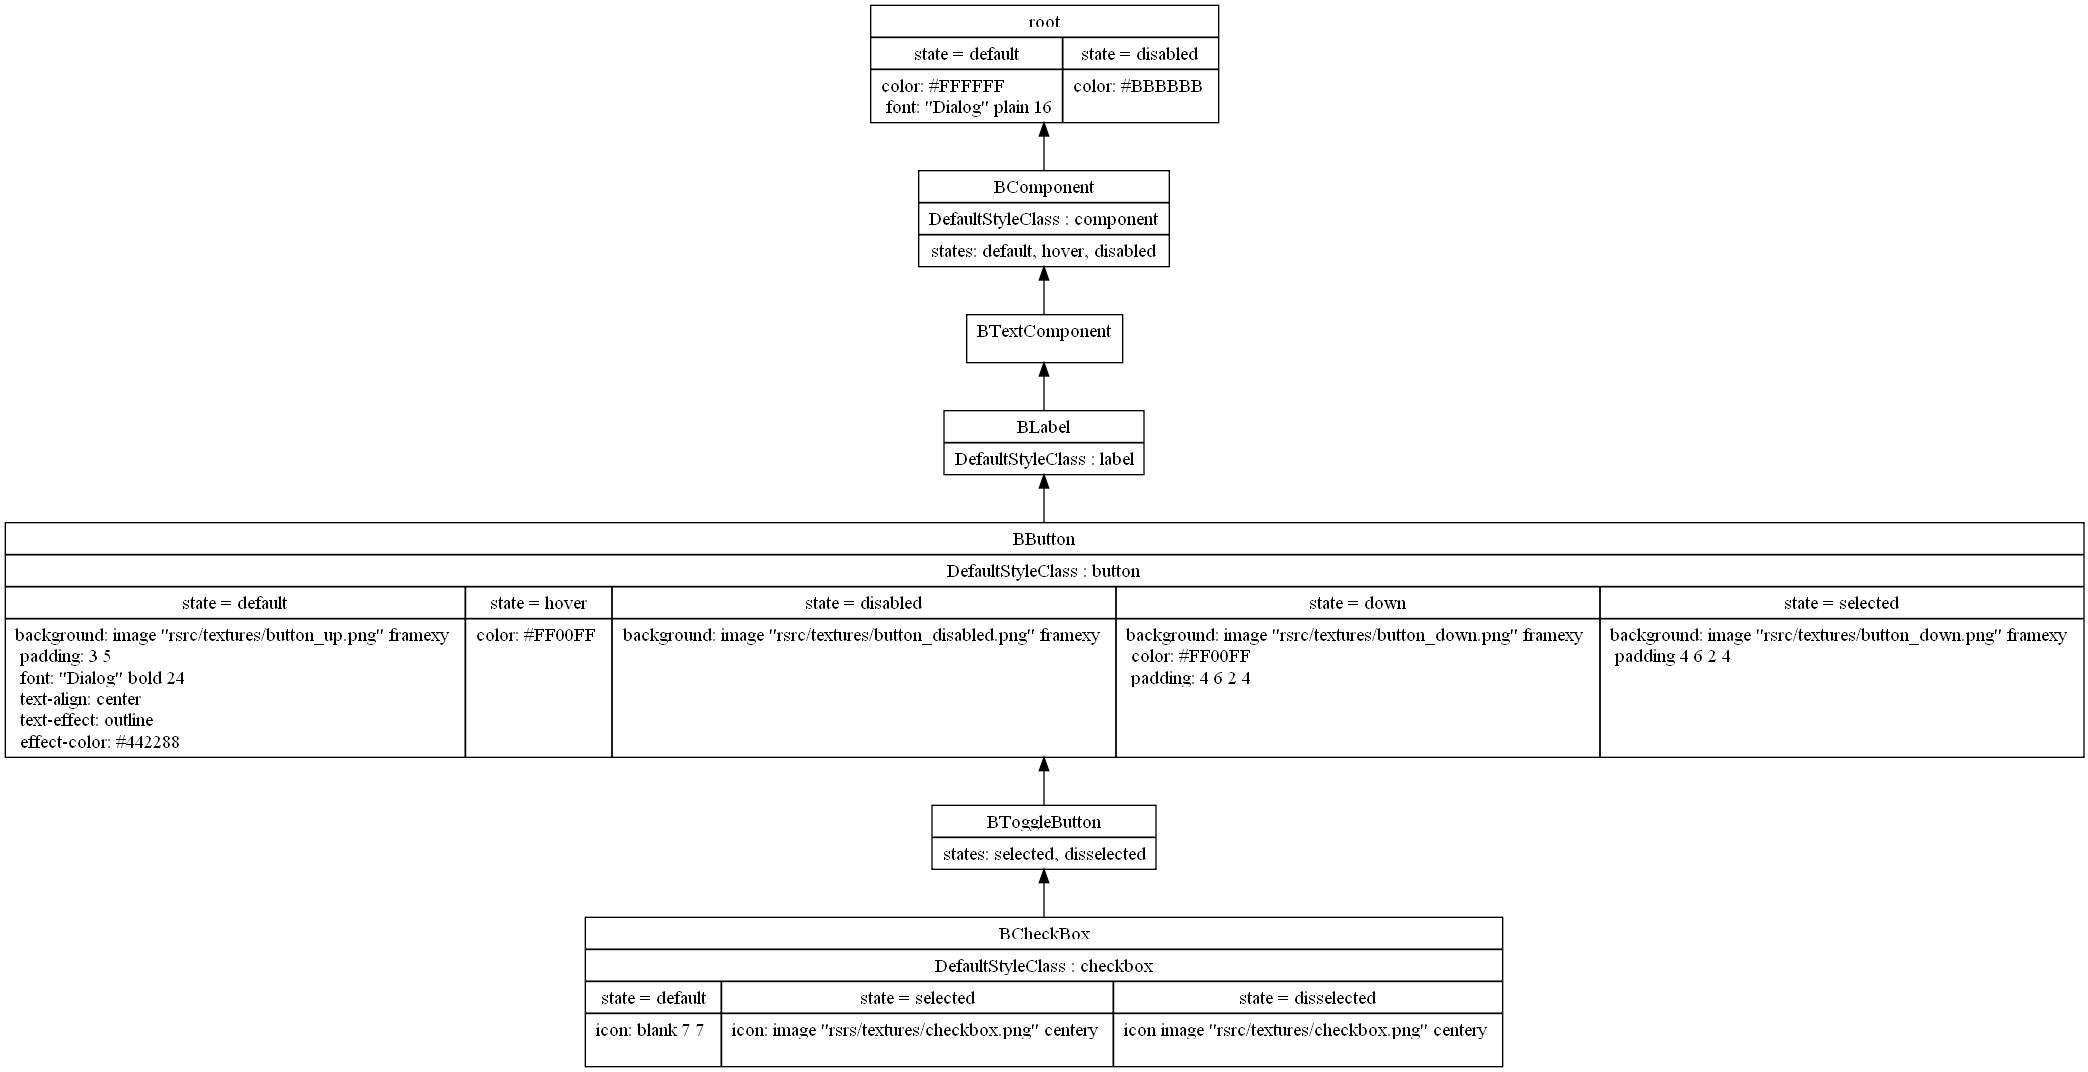 root
state = default
state = disabled
color: #FFFFFF
font: "Dialog" plain 16
color: #BBBBBB
BComponent
DefaultStyleClass : component
states: default, hover, disabled
BTextComponent
BLabel
DefaultStyleClass : label
BButton
DefaultStyleClass : button
state = default
state = hover
state = disabled
state = down
state = selected
background: image "rsrc/textures/button_up.png" framexy
padding: 3 5
font: "Dialog" bold 24
text-align: center
text-effect: outline
effect-color: #442288
color: #FF00FF
background: image "rsrc/textures/button_disabled.png" framexy
background: image "rsrc/textures/button_down.png" framexy
color: #FF00FF
padding: 4 6 2 4
background: image "rsrc/textures/button_down.png" framexy
padding 4 6 2 4
BToggleButton
states: selected, disselected
BCheckBox
DefaultStyleClass : checkbox
state = default
state = selected
state = disselected
icon: blank 7 7
icon: image "rsrs/textures/checkbox.png" centery
icon image "rsrc/textures/checkbox.png" centery